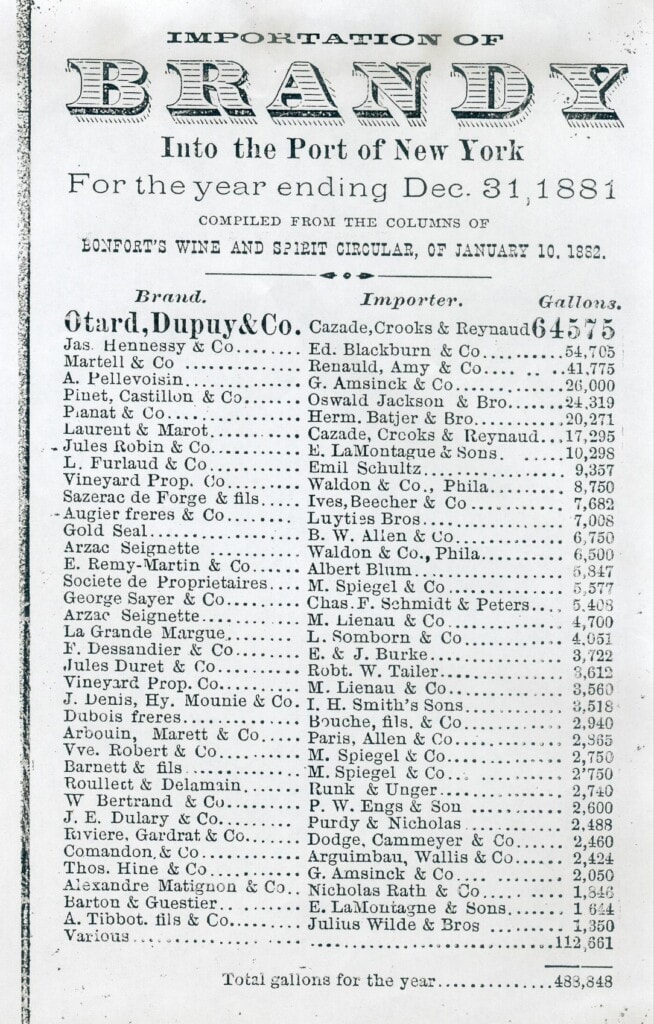 IMPORTATION OF
BRANDY
Into the Port of New York
For the year ending Dec. 31, 1881
COMPILED FROM THE COLUMNS OF
BONFORT'S WINE AND SPIRIT CIRCULAR, OF JANUARY 10. 1882.
Brand. Importer. Gallons.
Otard, Dupuy & Co. Cazade, Crooks & Reynaud 64575
Jas. Hennessy & Co........ Ed. Blackburn & Co.......... 54,705
Martell & Co ............ Renauld, Amy & Co.... .. .. 41,775
A. Pellevoisin............ G. Amsinck & Co........... 26,000
Pinet, Castillon & Co...... Oswald Jackson & Bro...... 24,319
Planat & Co............. Herm. Batjer & Bro......... 20,271
Laurent & Marot......... Cazade, Crooks & Reynaud... 17,295
Jules Robin & Co........ E. LaMontague & Sons. .... 10,298
L. Furlaud & Co......... Emil Schultz............... 9,357
Vineyard Prop. Co....... Waldon & Co., Phila........ 8,750
Sazerac de Forge & fils..... Ives, Beecher & Co ......... 7,682
Augier freres & Co........ Luyties Bros............... 7,008
Gold Seal................ B. W. Allen & Co........... 6,750
Arzac Seignette .......... Waldon & Co., Phila........ 6,500
E. Remy-Martin & Co..... Albert Blum............... 5,847
Societe de Proprietaires.... M. Spiegel & Co........... 5,577
George Sayer & Co....... Chas. F. Schmidt & Peters.... 5,408
Arzac Seignette........... M. Lienau & Co............ 4,700
La Grande Margue........ L. Somborn & Co........... 4,051
F. Dessandier & Co....... E. & J. Burke.............. 3,722
Jules Duret & Co......... Robt. W. Tailer............ 3,612
Vineyard Prop. Co........ M. Lienau & Co............ 3,560
J. Denis, Hy. Mounie & Co. I. H. Smith's Sons.......... 3,518
Dubois freres............. Bouche, fils. & Co........... 2,940
Arbouin, Marett & Co..... Paris, Allen & Co........... 2,865
Vve. Robert & Co......... M. Spiegel & Co............ 2,750
Barnett & fils............ M. Spiegel & Co........... 2'750
Roullect & Delamain...... Runk & Unger............. 2,740
W Bertrand & Co........ P. W. Engs & Son .......... 2,600
J. E. Dulary & Co........ Purdy & Nicholas .......... 2,488
Riviere, Gardrat & Co..... Dodge, Cammeyer & Co..... 2,460
Comandon, & Co.......... Arguimbau, Wallis & Co..... 2,424
Thos. Hine & Co.......... G. Amsinck & Co........... 2,050
Alexandre Matignon & Co.. Nicholas Rath & Co......... 1,846
Barton & Guestier......... E. LaMontagne & Sons...... 1 644
A. Tibbot. fils & Co....... Julius Wilde & Bros ........ 1,350
Various................... .......................... 112,661
Total gallons for the year.............. 483,848